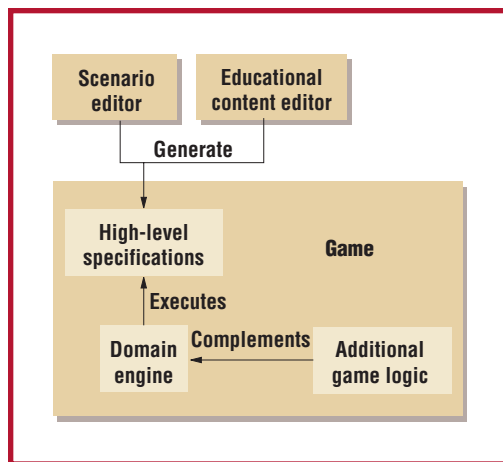 Scenario
editor
Educational
content editor
Generate
High-level
specifications
Game
Executes
Complements
Domain
engine
Additional
game logic